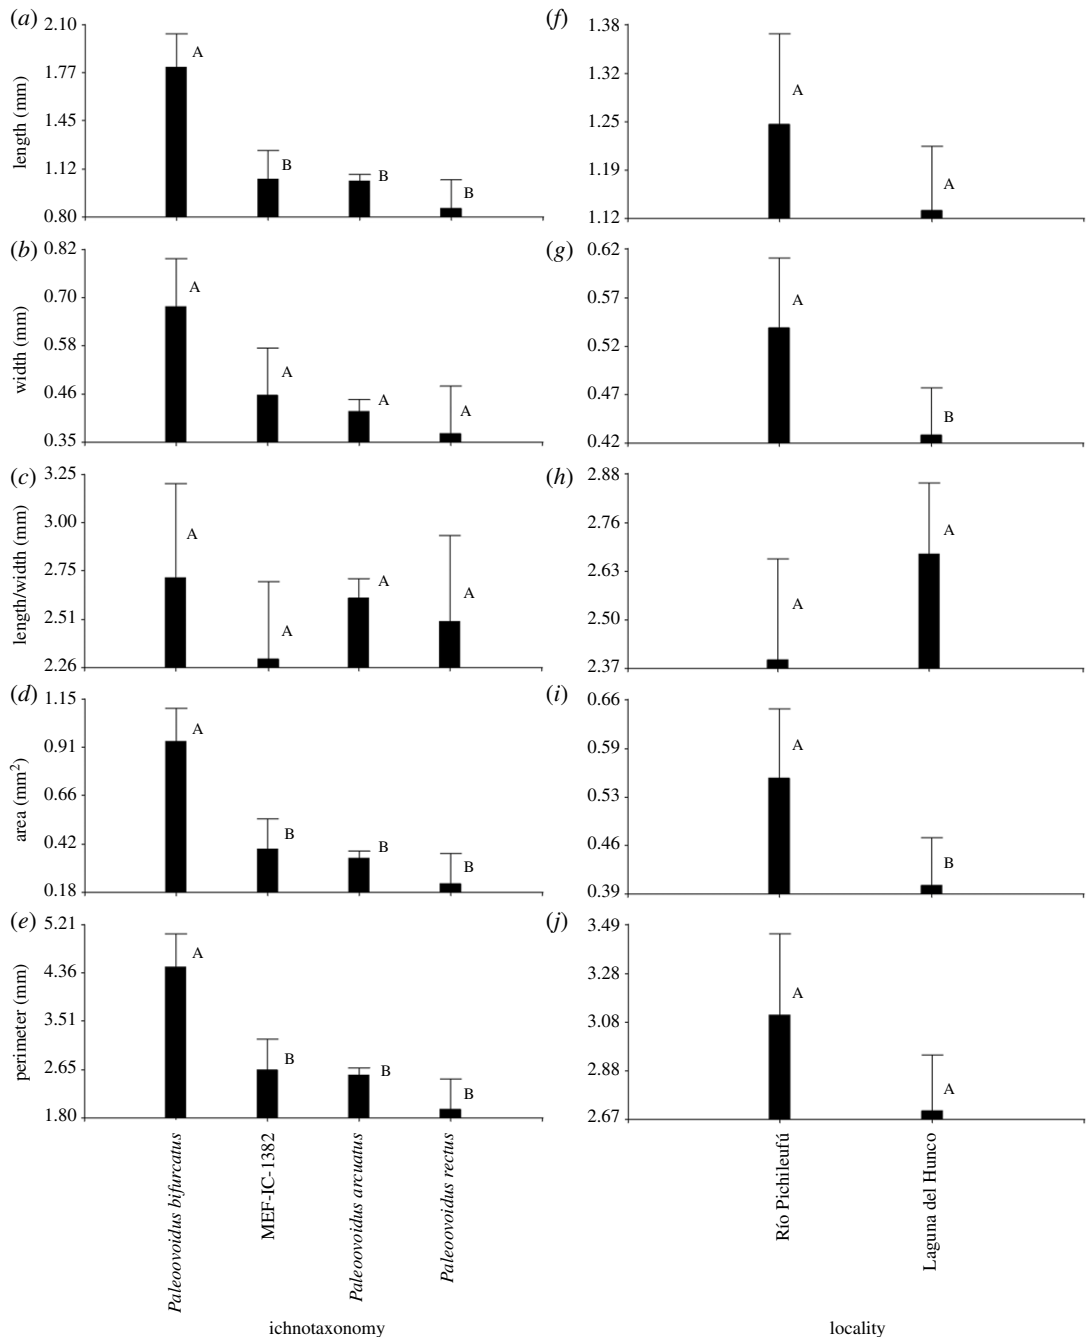 (a)
2.10
1.77
1.45
1.12
0.80
length (mm)
A
B
B
B
(b)
0.82
0.70
0.58
0.46
0.35
width (mm)
A
A
A
A
(c)
3.25
3.00
2.75
2.51
2.26
length/width (mm)
A
A
A
A
(d)
1.15
0.91
0.66
0.42
0.18
area (mm²)
A
B
B
B
(e)
5.21
4.36
3.51
2.65
1.80
perimeter (mm)
A
B
B
B
Paleoovoidus bifurcatus
MEF-IC-1382
Paleoovoidus arcuatus
Paleoovoidus rectus
ichnotaxonomy
(f)
1.38
1.32
1.25
1.19
1.12
A
A
(g)
0.62
0.57
0.52
0.47
0.42
A
B
(h)
2.88
2.76
2.63
2.50
2.37
A
A
(i)
0.66
0.59
0.53
0.46
0.39
A
B
(j)
3.49
3.28
3.08
2.88
2.67
A
A
Río Pichileufú
Laguna del Hunco
locality